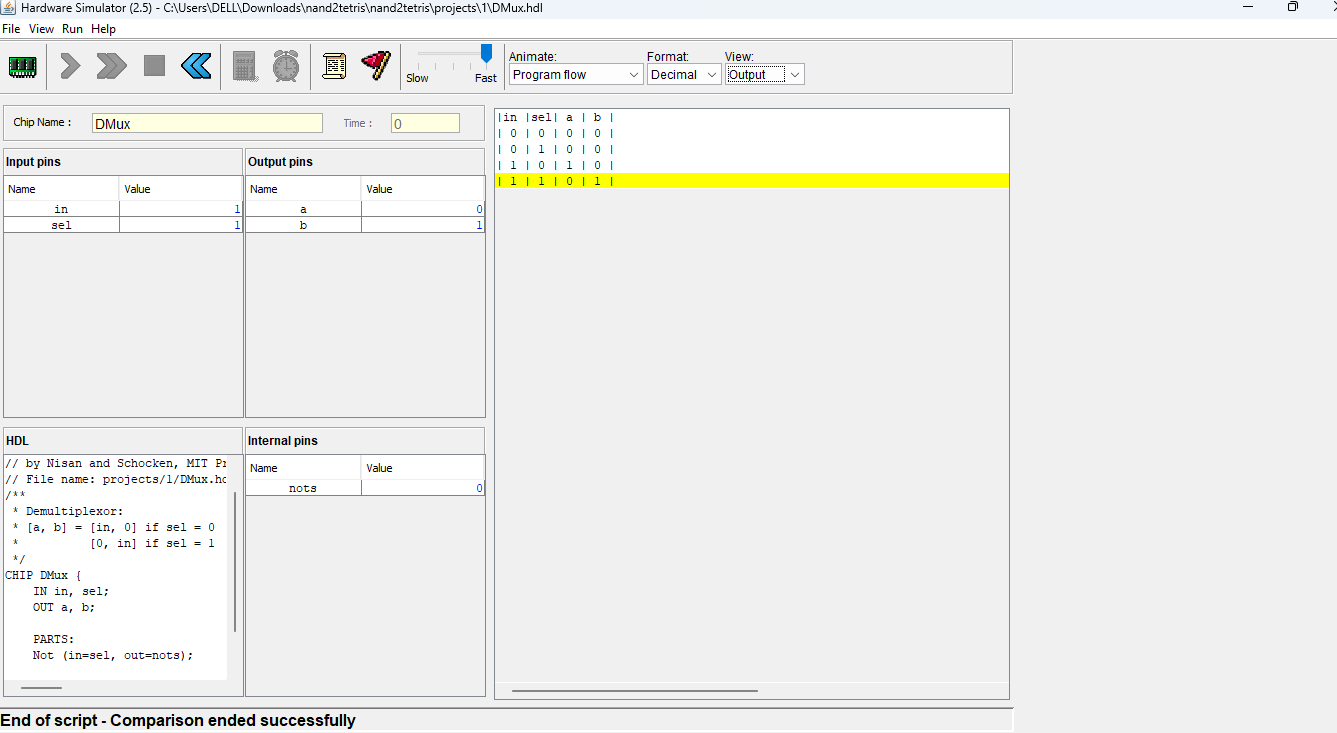 Hardware Simulator (2.5) - C:\Users\DELL\Downloads\nand2tetris\nand2tetris\projects\1\DMux.hdl
File View Run Help
Slow Fast
Animate: Format: View:
Program flow Decimal Output
Chip Name : DMux Time : 0
Input pins
Name Value
in 1
sel 1
Output pins
Name Value
a 0
b 1
HDL
// by Nisan and Schocken, MIT Pr
// File name: projects/1/DMux.hd
/**
* Demultiplexor:
* [a, b] = [in, 0] if sel = 0
* [0, in] if sel = 1
*/
CHIP DMux {
IN in, sel;
OUT a, b;
PARTS:
Not (in=sel, out=nots);
Internal pins
Name Value
nots 0
|in |sel| a | b |
| 0 | 0 | 0 | 0 |
| 0 | 1 | 0 | 0 |
| 1 | 0 | 1 | 0 |
| 1 | 1 | 0 | 1 |
End of script - Comparison ended successfully